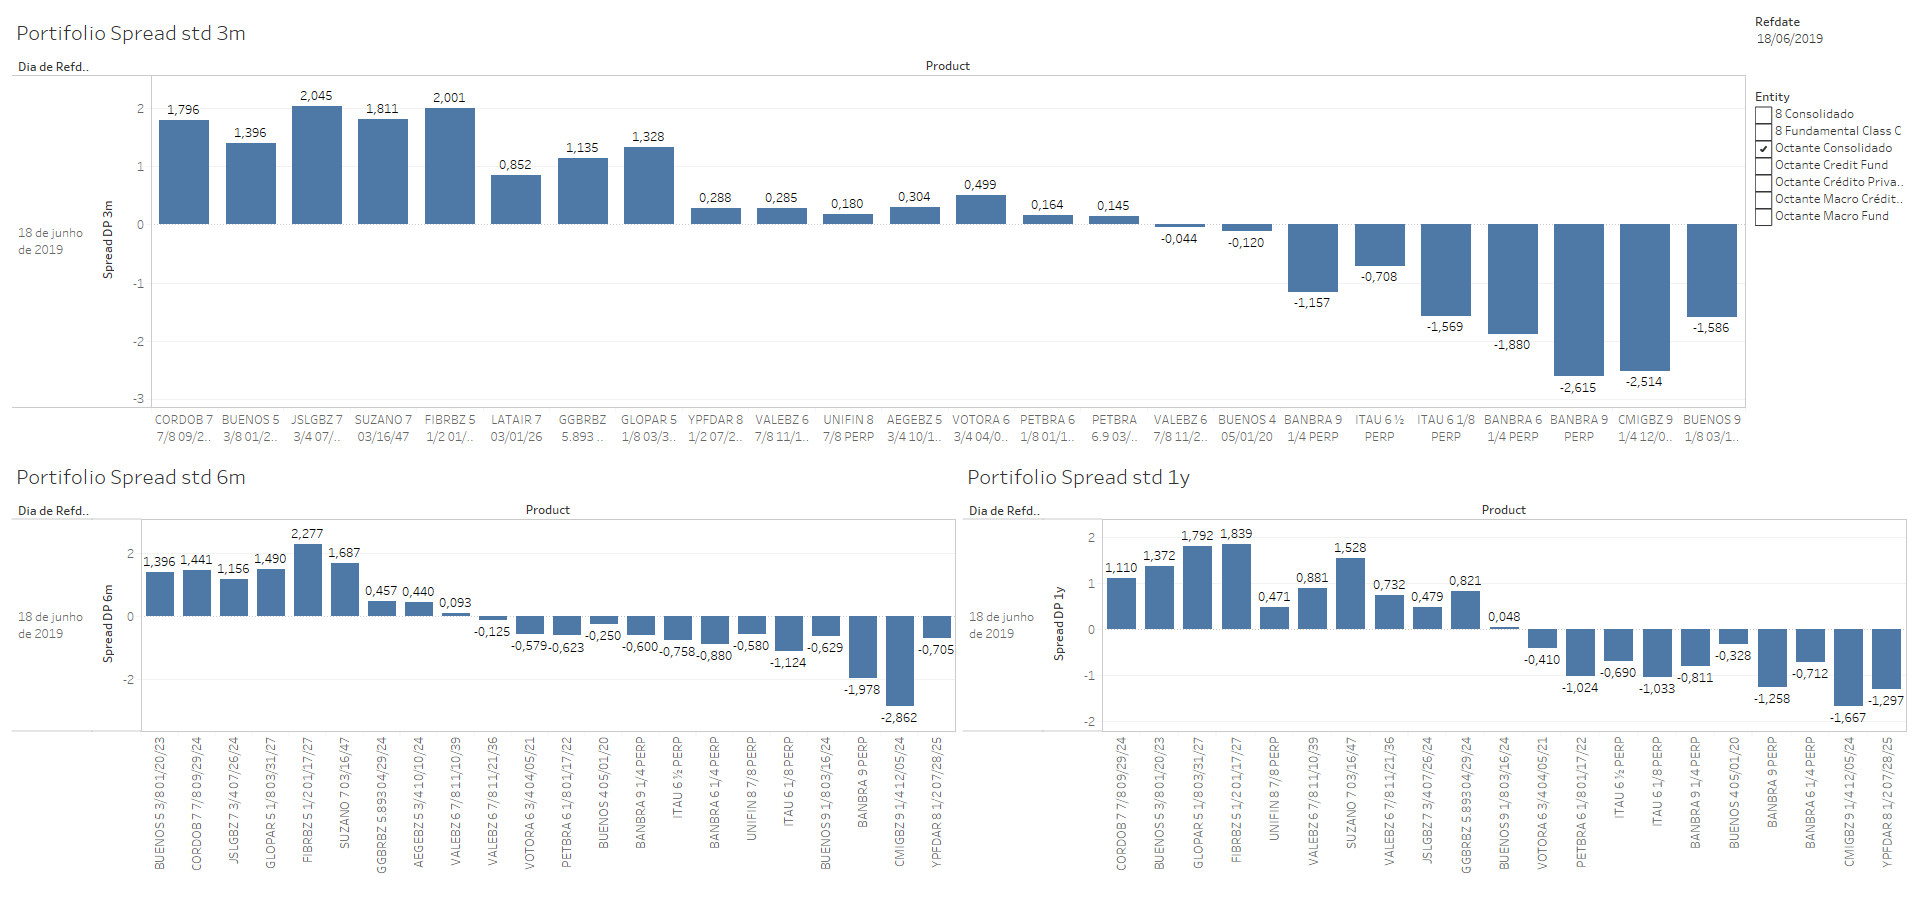 Portifolio Spread std 3m
Refdate
18/06/2019
Dia de Refd..
Product
Entity
8 Consolidado
8 Fundamental Class C
Octante Consolidado
Octante Credit Fund
Octante Crédito Priva..
Octante Macro Crédit..
Octante Macro Fund
18 de junho
de 2019
Spread DP 3m
2
1
0
-1
-2
-3
1,796
1,396
2,045
1,811
2,001
0,852
1,135
1,328
0,288
0,285
0,180
0,304
0,499
0,164
0,145
-0,044
-0,120
-1,157
-0,708
-1,569
-1,880
-2,615
-2,514
-1,586
CORDOB 7
7/8 09/2..
BUENOS 5
3/8 01/2..
JSLGBZ 7
3/4 07/..
SUZANO 7
03/16/47
FIBRBZ 5
1/2 01/..
LATAIR 7
03/01/26
GGBRBZ
5.893 ..
GLOPAR 5
1/8 03/3..
YPFDAR 8
1/2 07/2..
VALEBZ 6
7/8 11/1..
UNIFIN 8
7/8 PERP
AEGEBZ 5
3/4 10/1..
VOTORA 6
3/4 04/0..
PETBRA 6
1/8 01/1..
PETBRA
6.9 03/..
VALEBZ 6
7/8 11/2..
BUENOS 4
05/01/20
BANBRA 9
1/4 PERP
ITAU 6 ½
PERP
ITAU 6 1/8
PERP
BANBRA 6
1/4 PERP
BANBRA 9
PERP
CMIGBZ 9
1/4 12/0..
BUENOS 9
1/8 03/1..
Portifolio Spread std 6m
Dia de Refd..
Product
18 de junho
de 2019
Spread DP 6m
2
0
-2
1,396
1,441
1,156
1,490
2,277
1,687
0,457
0,440
0,093
-0,125
-0,579
-0,623
-0,250
-0,600
-0,758
-0,880
-0,580
-1,124
-0,629
-1,978
-2,862
-0,705
BUENOS 5 3/8 01/20/23
CORDOB 7 7/8 09/29/24
JSLGBZ 7 3/4 07/26/24
GLOPAR 5 1/8 03/31/27
FIBRBZ 5 1/2 01/17/27
SUZANO 7 03/16/47
GGBRBZ 5.893 04/29/24
AEGEBZ 5 3/4 10/10/24
VALEBZ 6 7/8 11/10/39
VALEBZ 6 7/8 11/21/36
VOTORA 6 3/4 04/05/21
PETBRA 6 1/8 01/17/22
BUENOS 4 05/01/20
BANBRA 9 1/4 PERP
ITAU 6 ½ PERP
BANBRA 6 1/4 PERP
UNIFIN 8 7/8 PERP
ITAU 6 1/8 PERP
BUENOS 9 1/8 03/16/24
BANBRA 9 PERP
CMIGBZ 9 1/4 12/05/24
YPFDAR 8 1/2 07/28/25
Portifolio Spread std 1y
Dia de Refd..
Product
18 de junho
de 2019
Spread DP 1y
2
1
0
-1
-2
1,110
1,372
1,792
1,839
0,471
0,881
1,528
0,732
0,479
0,821
0,048
-0,410
-1,024
-0,690
-1,033
-0,811
-0,328
-1,258
-0,712
-1,667
-1,297
CORDOB 7 7/8 09/29/24
BUENOS 5 3/8 01/20/23
GLOPAR 5 1/8 03/31/27
FIBRBZ 5 1/2 01/17/27
UNIFIN 8 7/8 PERP
VALEBZ 6 7/8 11/10/39
SUZANO 7 03/16/47
VALEBZ 6 7/8 11/21/36
JSLGBZ 7 3/4 07/26/24
GGBRBZ 5.893 04/29/24
BUENOS 9 1/8 03/16/24
VOTORA 6 3/4 04/05/21
PETBRA 6 1/8 01/17/22
ITAU 6 ½ PERP
ITAU 6 1/8 PERP
BANBRA 9 1/4 PERP
BUENOS 4 05/01/20
BANBRA 9 PERP
BANBRA 6 1/4 PERP
CMIGBZ 9 1/4 12/05/24
YPFDAR 8 1/2 07/28/25